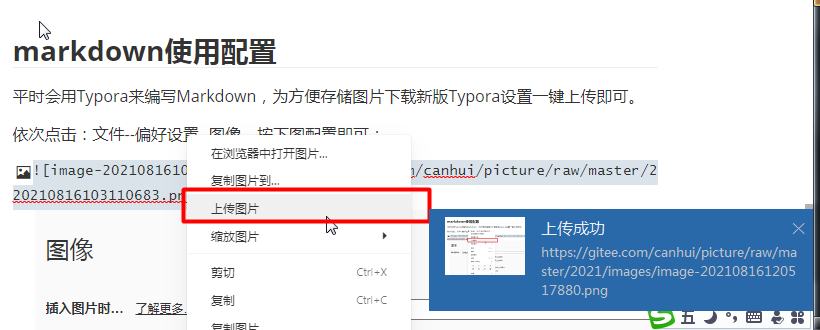 markdown使用配置
平时会用Typora来编写Markdown，为方便存储图片下载新版Typora设置一键上传即可。
依次点击：文件--偏好设置--图像，按下图配置即可：
![image-2021081610
m/canhui/picture/raw/master/2
20210816103110683.pn
在浏览器中打开图片...
复制图片到...
上传图片
缩放图片
剪切 Ctrl+X
复制 Ctrl+C
复制图片
图像
插入图片时... 了解更多.
上传成功
https://gitee.com/canhui/picture/raw/ma
ster/2021/images/image-202108161205
17880.png
五